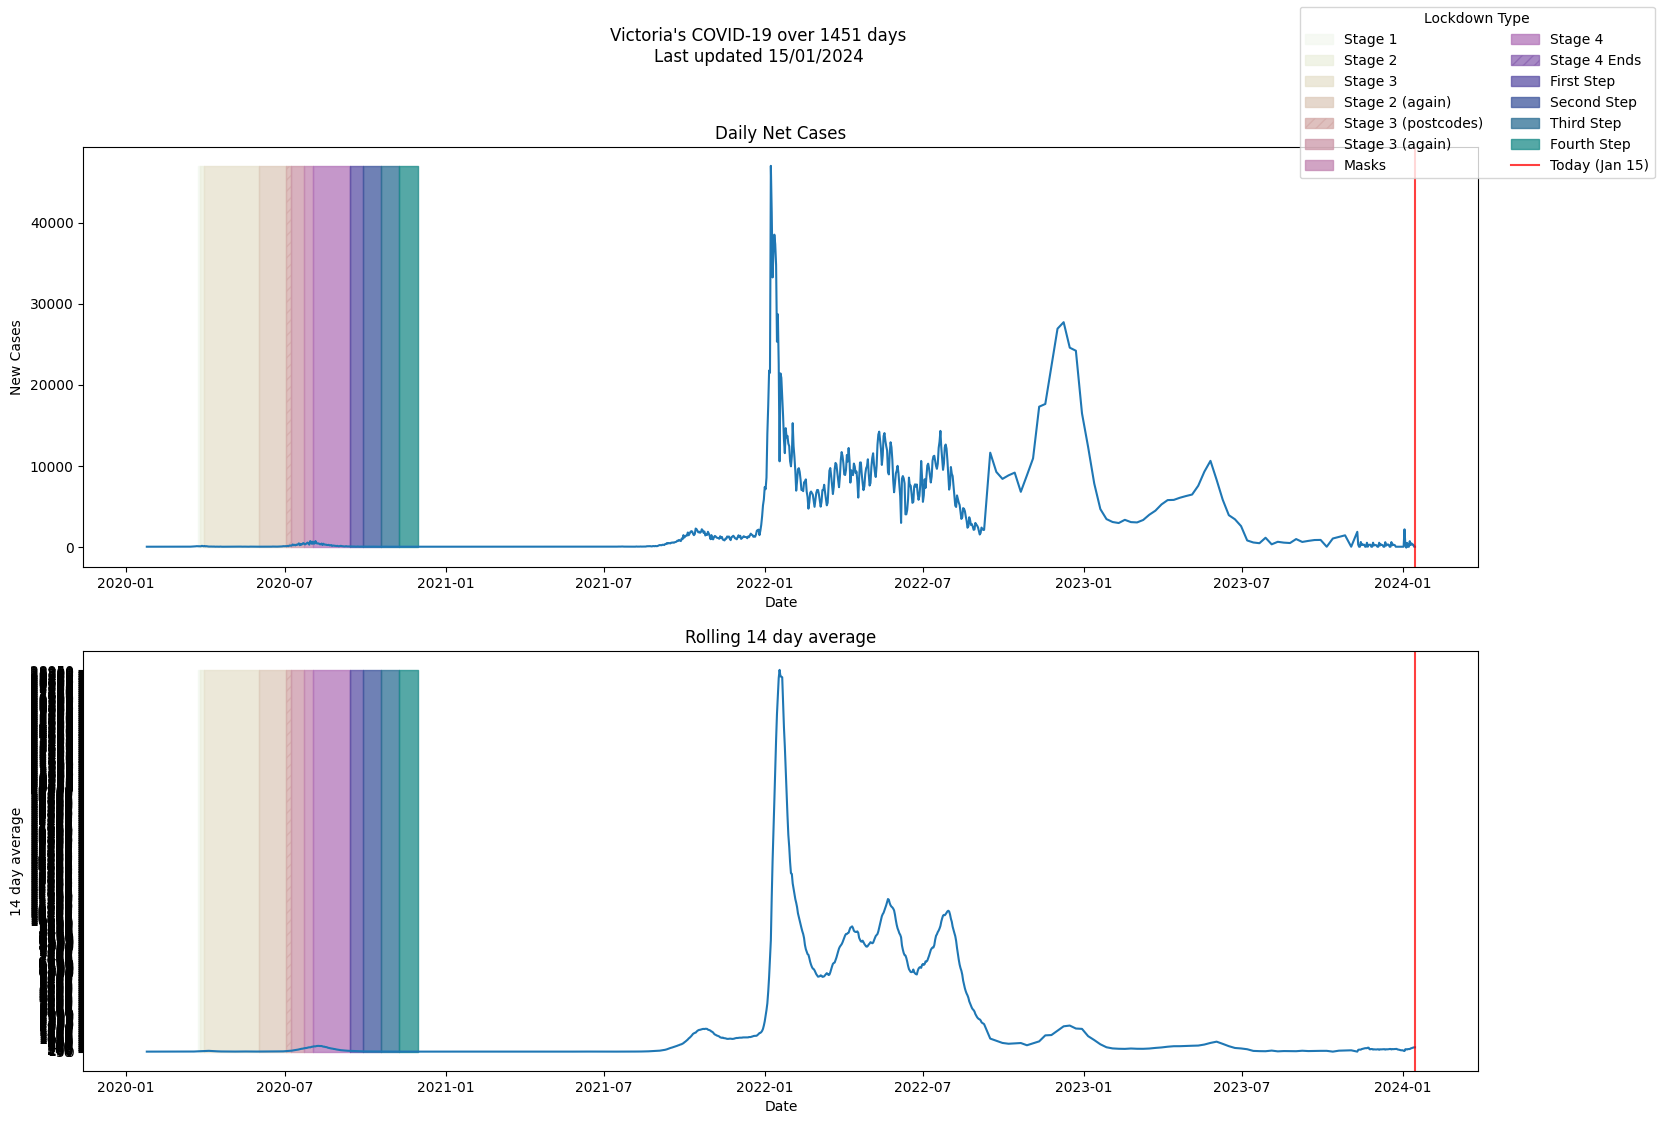 Victoria's COVID-19 over 1451 days
Last updated 15/01/2024
Lockdown Type
Stage 1
Stage 2
Stage 3
Stage 2 (again)
Stage 3 (postcodes)
Stage 3 (again)
Masks
Stage 4
Stage 4 Ends
First Step
Second Step
Third Step
Fourth Step
Today (Jan 15)
Daily Net Cases
New Cases
40000
30000
20000
10000
0
2020-01 2020-07 2021-01 2021-07 2022-01 2022-07 2023-01 2023-07 2024-01
Date
Rolling 14 day average
14 day average
2020-01 2020-07 2021-01 2021-07 2022-01 2022-07 2023-01 2023-07 2024-01
Date